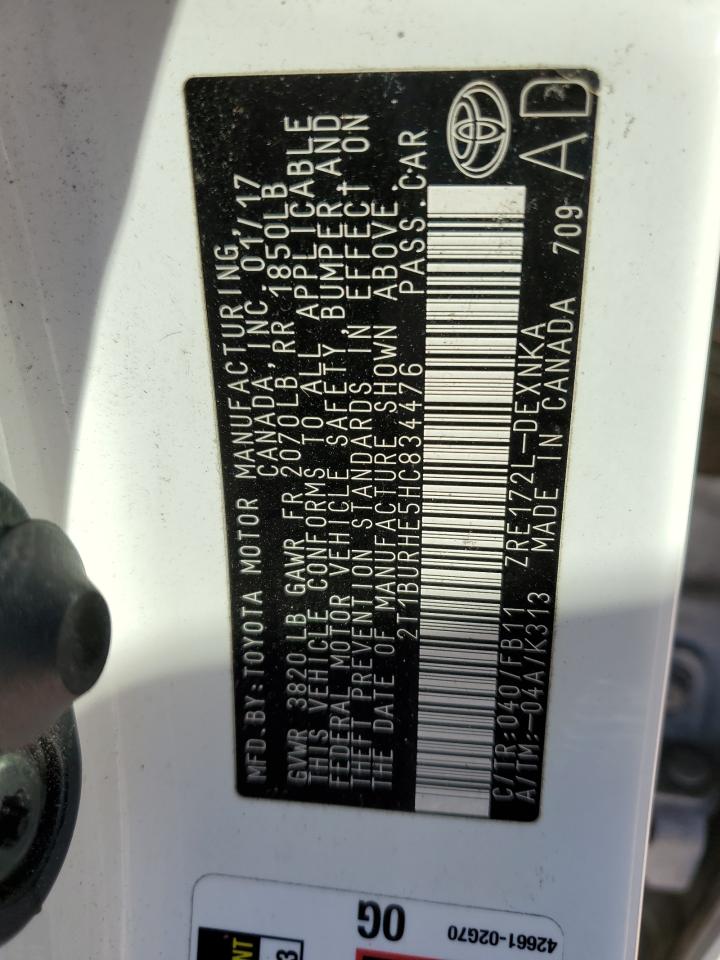 MFD.BY:TOYOTA MOTOR MANUFACTURING,
CANADA, INC. 01/17
GVWR 3820 LB GAWR FR 2070LB, RR 1850LB
THIS VEHICLE CONFORMS TO ALL APPLICABLE
FEDERAL MOTOR VEHICLE SAFETY, BUMPER AND
THEFT PREVENTION STANDARDS IN EFFECT ON
THE DATE OF MANUFACTURE SHOWN ABOVE.
2T1BURHE5HC834476 PASS.CAR
C/TR:040/FB11 ZRE172L-DEXNKA
A/TM:-04A/K313 MADE IN CANADA 709
AD
0G
42661-02G70
NT
3